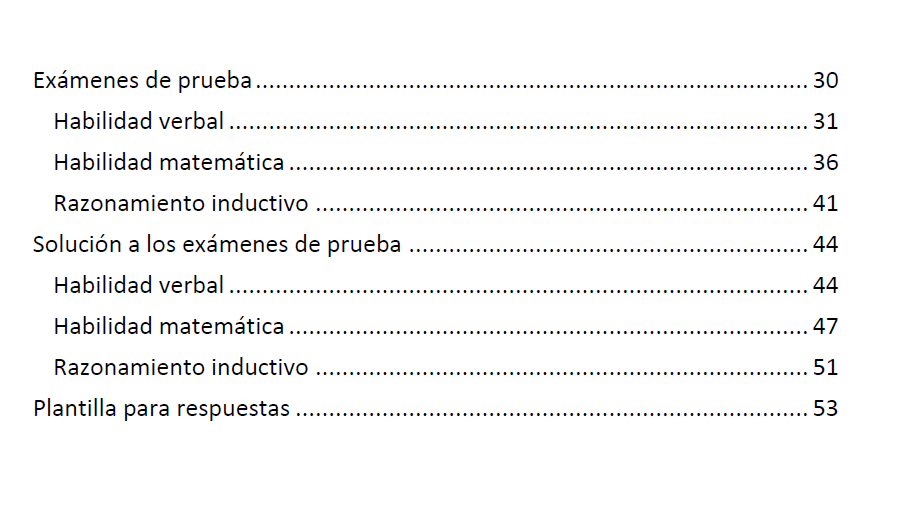 Exámenes de prueba .................................................................................... 30
Habilidad verbal ........................................................................................ 31
Habilidad matemática ............................................................................... 36
Razonamiento inductivo ........................................................................... 41
Solución a los exámenes de prueba ............................................................. 44
Habilidad verbal ........................................................................................ 44
Habilidad matemática ............................................................................... 47
Razonamiento inductivo ........................................................................... 51
Plantilla para respuestas .............................................................................. 53